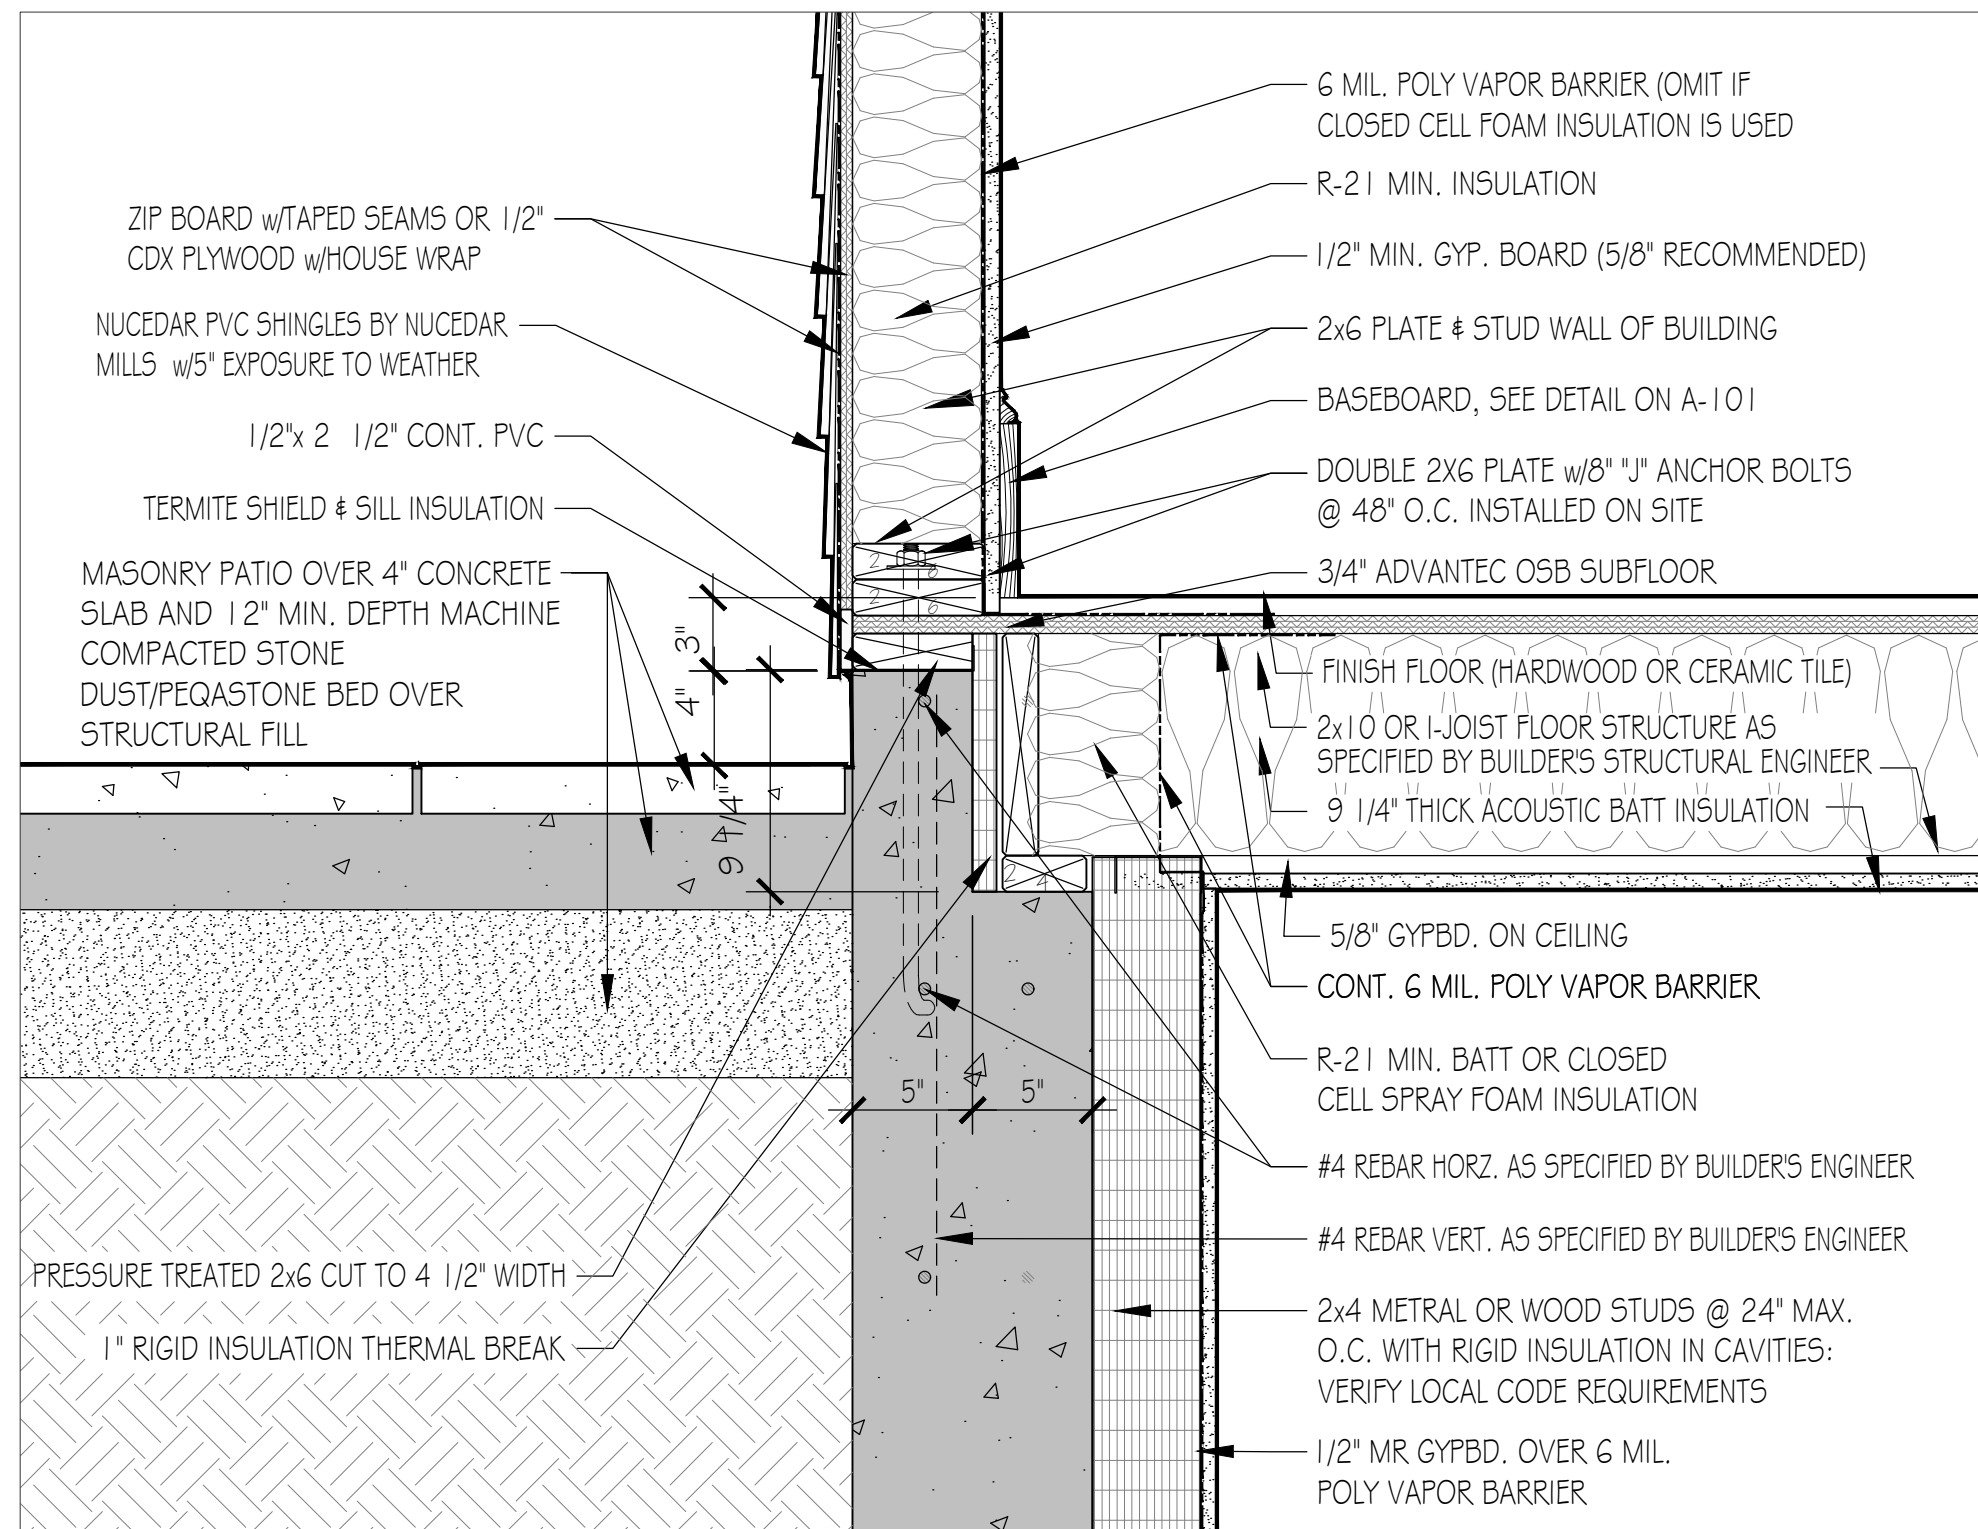 ZIP BOARD w/TAPED SEAMS OR 1/2"
CDX PLYWOOD w/HOUSE WRAP
NUCEDAR PVC SHINGLES BY NUCEDAR
MILLS w/5" EXPOSURE TO WEATHER
1/2"x 2 1/2" CONT. PVC
TERMITE SHIELD & SILL INSULATION
MASONRY PATIO OVER 4" CONCRETE
SLAB AND 12" MIN. DEPTH MACHINE
COMPACTED STONE
DUST/PEQASTONE BED OVER
STRUCTURAL FILL
3"
4"
9 1/4"
2 6
2 6
2 4
5" 5"
PRESSURE TREATED 2x6 CUT TO 4 1/2" WIDTH
1" RIGID INSULATION THERMAL BREAK
6 MIL. POLY VAPOR BARRIER (OMIT IF
CLOSED CELL FOAM INSULATION IS USED
R-21 MIN. INSULATION
1/2" MIN. GYP. BOARD (5/8" RECOMMENDED)
2x6 PLATE & STUD WALL OF BUILDING
BASEBOARD, SEE DETAIL ON A-101
DOUBLE 2X6 PLATE w/8" "J" ANCHOR BOLTS
@ 48" O.C. INSTALLED ON SITE
3/4" ADVANTEC OSB SUBFLOOR
FINISH FLOOR (HARDWOOD OR CERAMIC TILE)
2x10 OR I-JOIST FLOOR STRUCTURE AS
SPECIFIED BY BUILDER'S STRUCTURAL ENGINEER
9 1/4" THICK ACOUSTIC BATT INSULATION
5/8" GYPBD. ON CEILING
CONT. 6 MIL. POLY VAPOR BARRIER
R-21 MIN. BATT OR CLOSED
CELL SPRAY FOAM INSULATION
#4 REBAR HORZ. AS SPECIFIED BY BUILDER'S ENGINEER
#4 REBAR VERT. AS SPECIFIED BY BUILDER'S ENGINEER
2x4 METRAL OR WOOD STUDS @ 24" MAX.
O.C. WITH RIGID INSULATION IN CAVITIES:
VERIFY LOCAL CODE REQUIREMENTS
1/2" MR GYPBD. OVER 6 MIL.
POLY VAPOR BARRIER